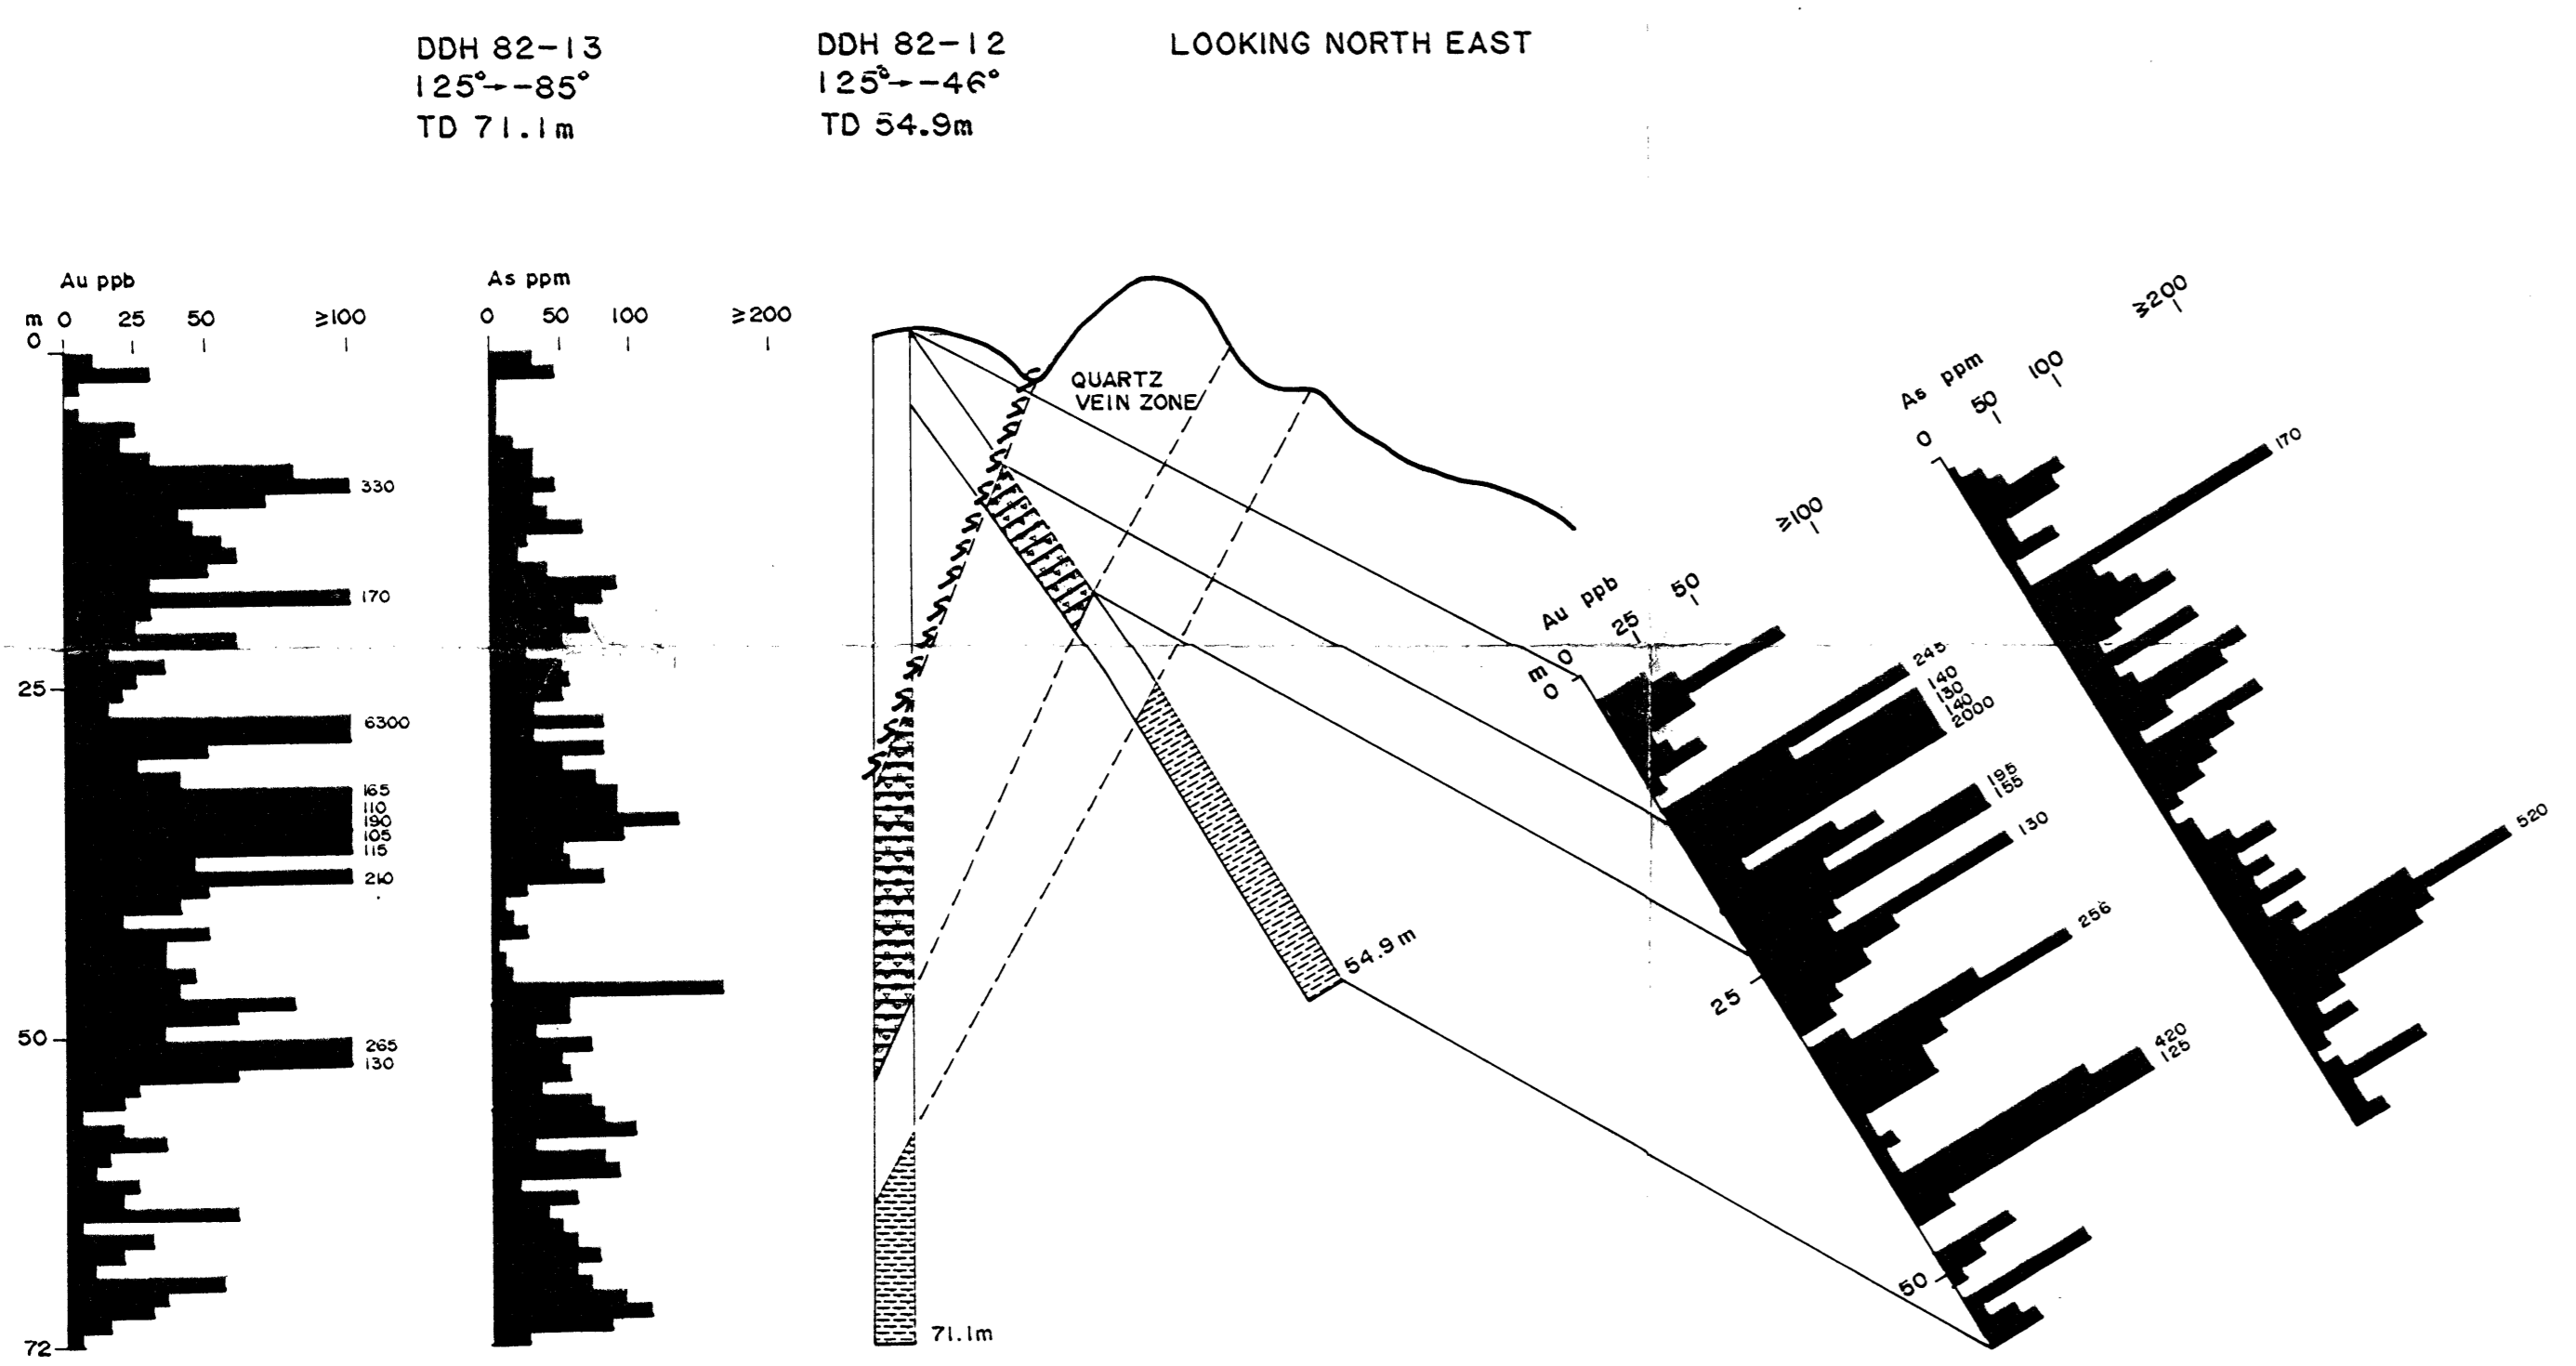 DDH 82-13
125°→-85°
TD 71.1m
DDH 82-12
125°→-46°
TD 54.9m
LOOKING NORTH EAST
Au ppb
m 0 25 50 ≥100
0
25
50
72
330
170
6300
165
110
190
105
115
210
265
130
As ppm
0 50 100 ≥200
QUARTZ
VEIN ZONE
54.9 m
71.1m
Au ppb
m 0 25 50 ≥100
0
25
50
245
140
130
140
2000
195
155
130
256
420
125
As ppm
0 50 100 ≥200
170
520